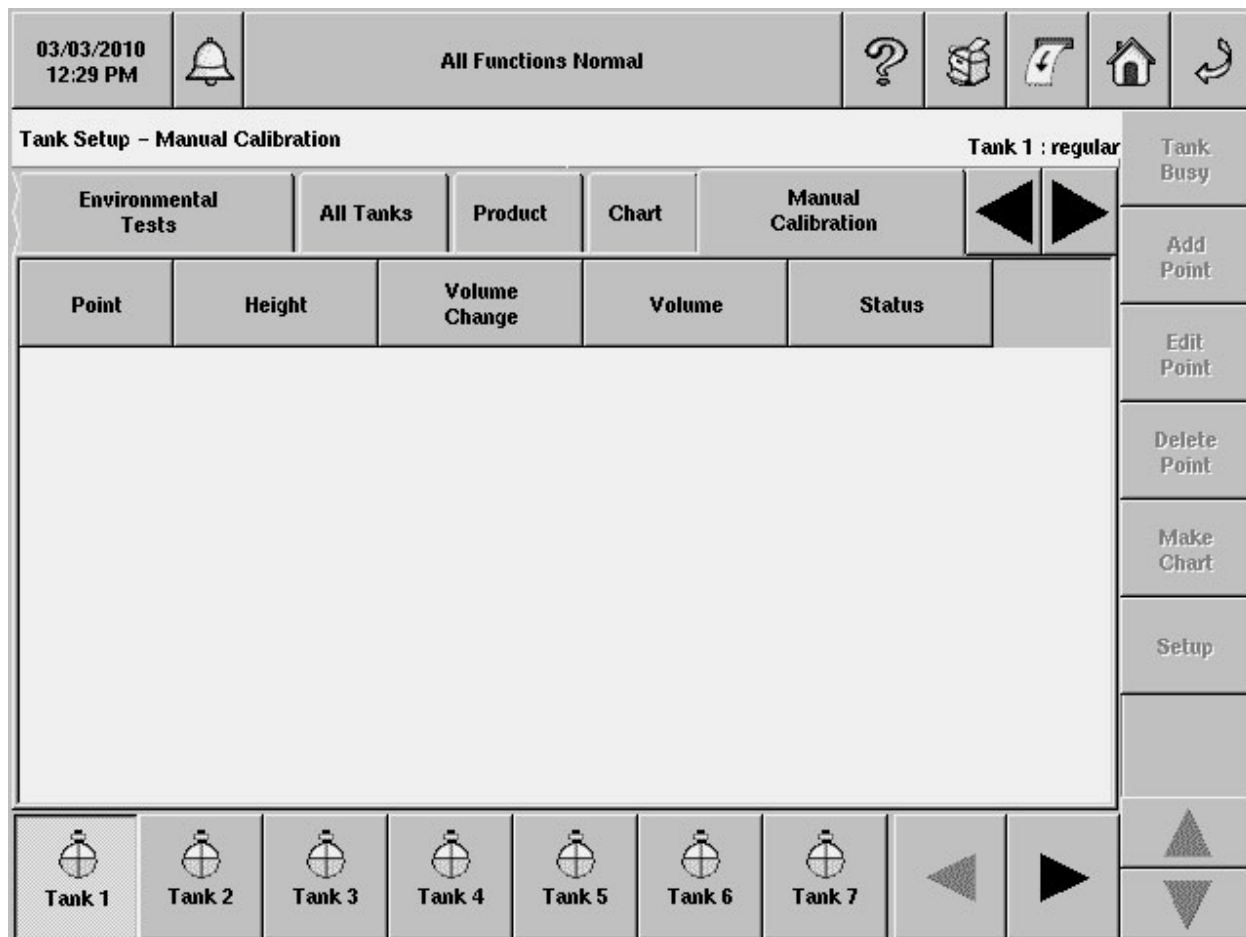 03/03/2010
12:29 PM
All Functions Normal
Tank Setup – Manual Calibration
Tank 1 : regular
Environmental
Tests
All Tanks
Product
Chart
Manual
Calibration
Point
Height
Volume
Change
Volume
Status
Tank
Busy
Add
Point
Edit
Point
Delete
Point
Make
Chart
Setup
Tank 1
Tank 2
Tank 3
Tank 4
Tank 5
Tank 6
Tank 7